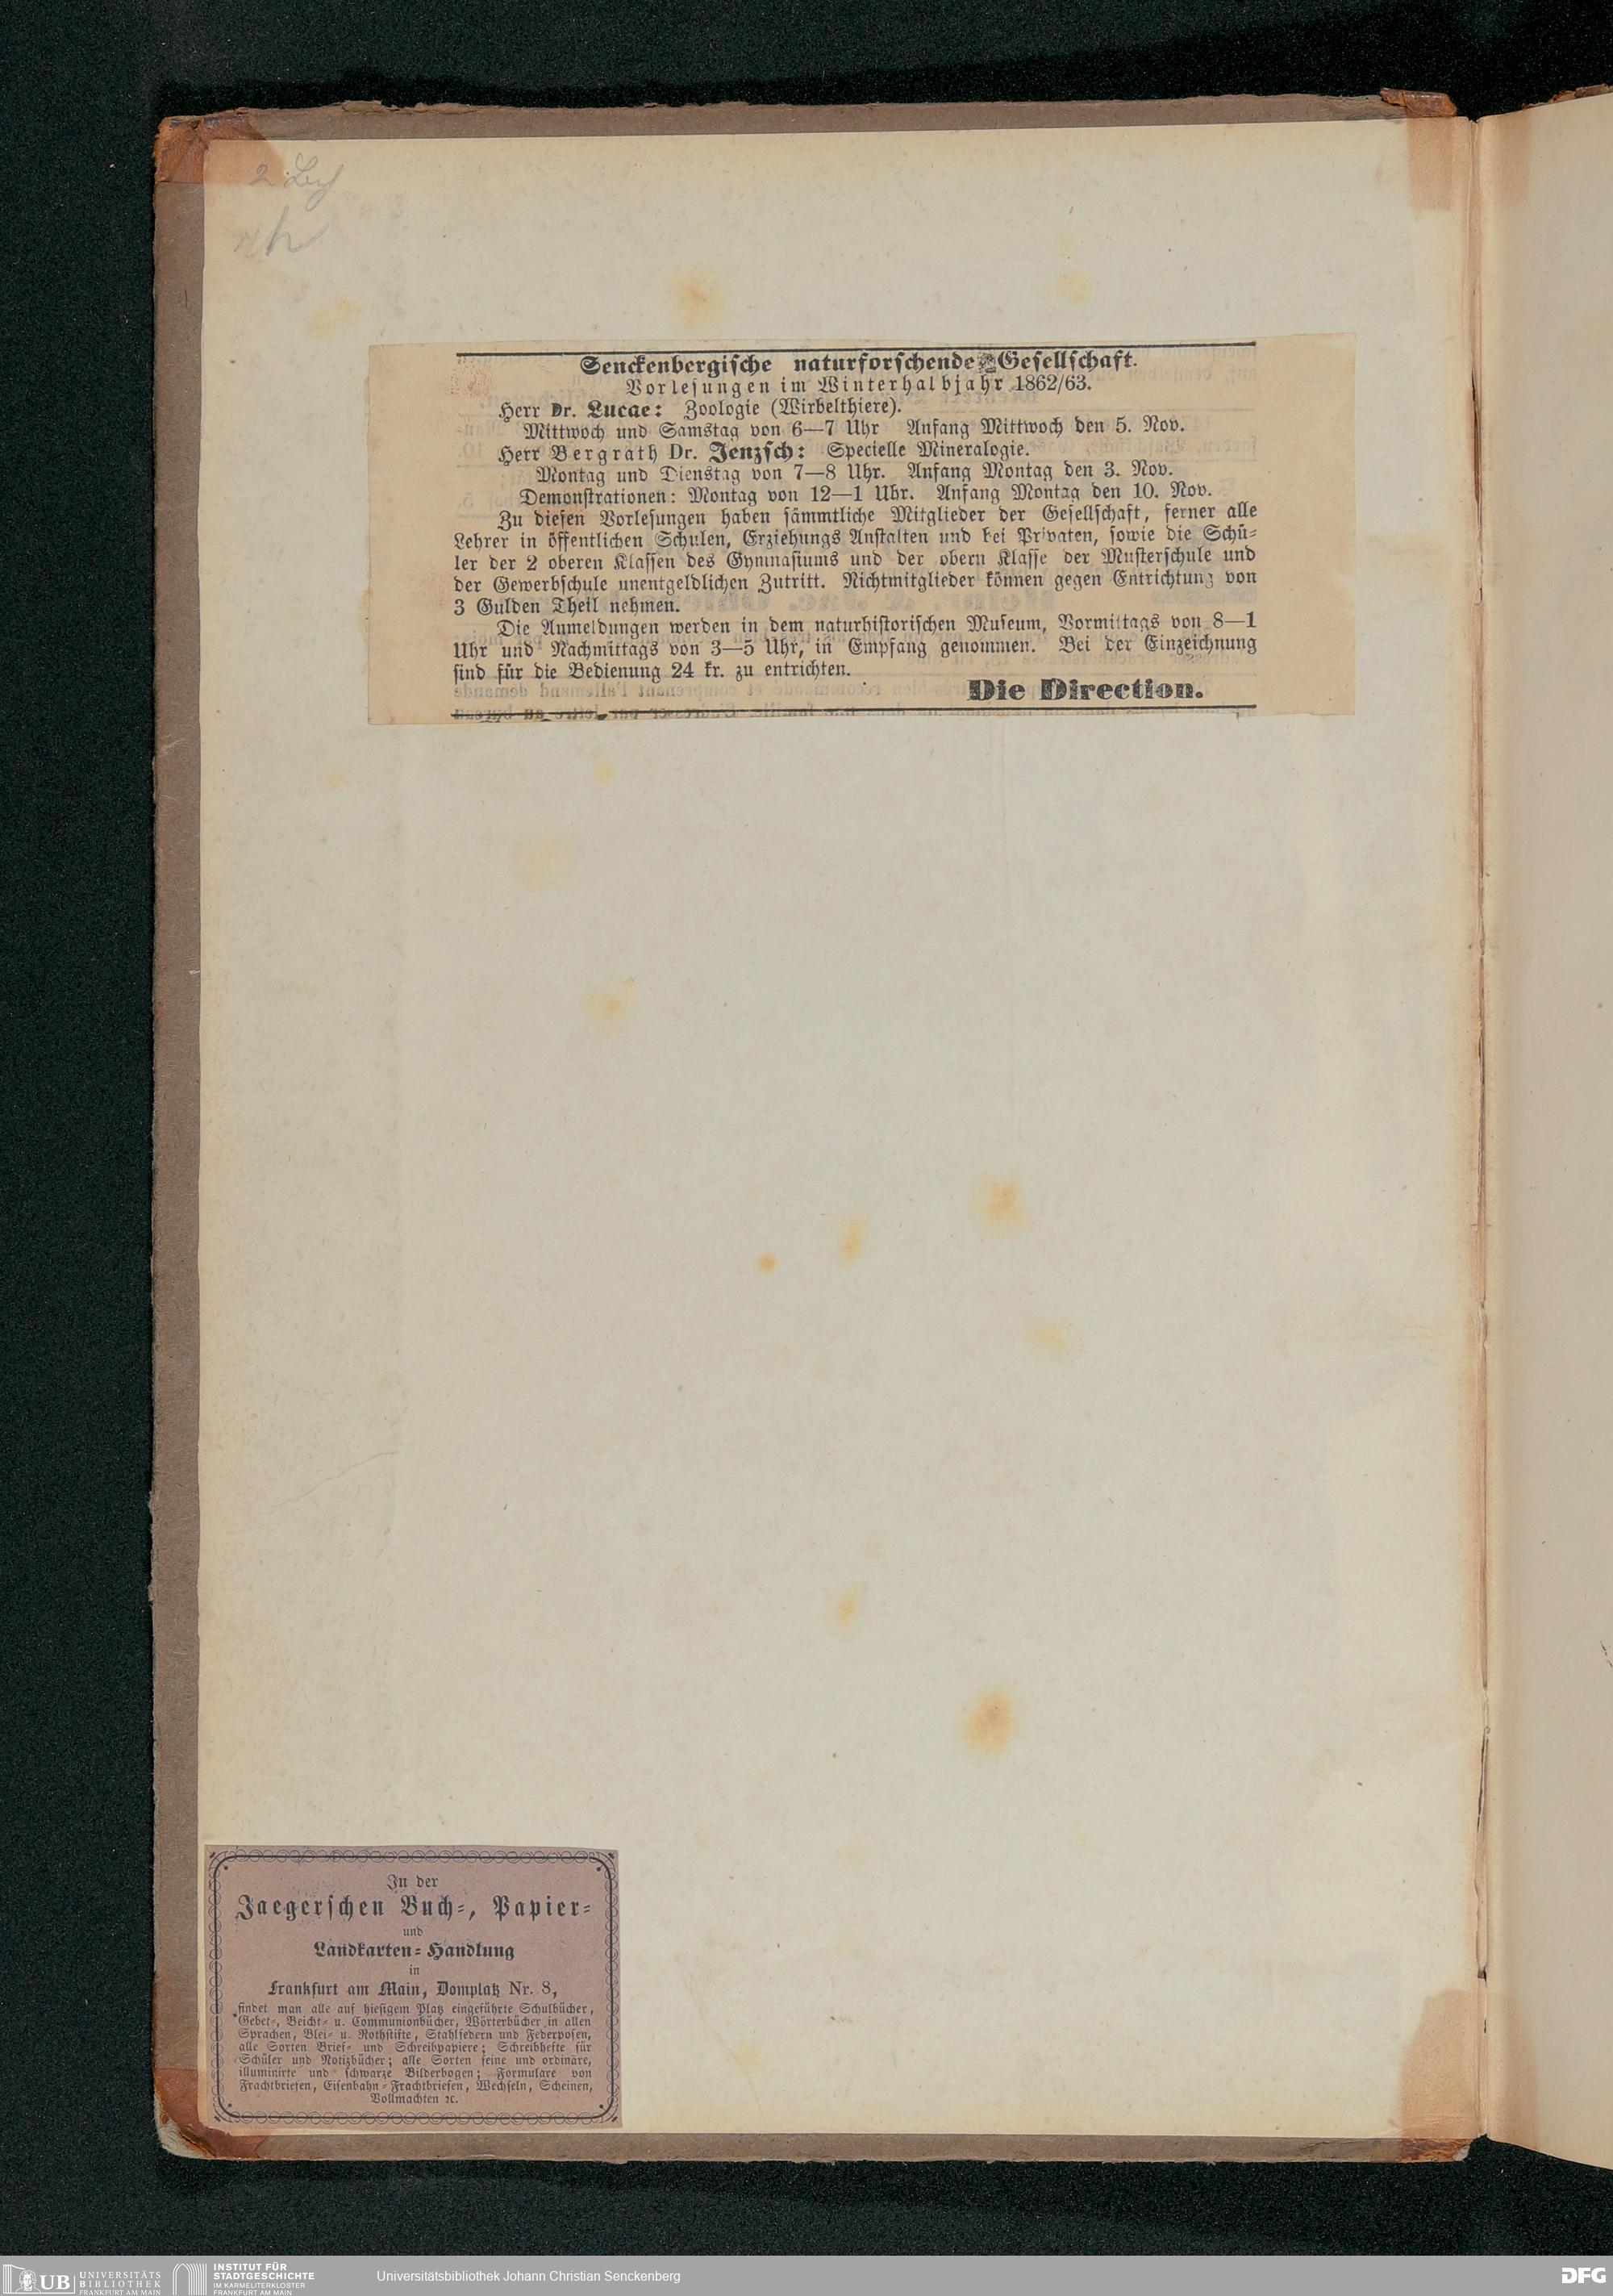 Senckenbergische naturforschende Gesellschaft.
Vorlesungen im Winterhalbjahr 1862/63.
Herr Dr. Lucae: Zoologie (Wirbelthiere).
Mittwoch und Samstag von 6—7 Uhr Anfang Mittwoch den 5. Nov.
Herr Bergrath Dr. Jenzsch: Specielle Mineralogie.
Montag und Dienstag von 7—8 Uhr. Anfang Montag den 3. Nov.
Demonstrationen: Montag von 12—1 Uhr. Anfang Montag den 10. Nov.
Zu diesen Vorlesungen haben sämmtliche Mitglieder der Gesellschaft, ferner alle
Lehrer in öffentlichen Schulen, Erziehungs Anstalten und bei Privaten, sowie die Schü-
ler der 2 oberen Klassen des Gymnasiums und der obern Klasse der Musterschule und
der Gewerbschule unentgeldlichen Zutritt. Nichtmitglieder können gegen Entrichtung von
3 Gulden Theil nehmen.
Die Anmeldungen werden in dem naturhistorischen Museum, Vormittags von 8—1
Uhr und Nachmittags von 3—5 Uhr, in Empfang genommen. Bei der Einzeichnung
sind für die Bedienung 24 kr. zu entrichten.
Die Direction.
In der
Jaegerschen Buch-, Papier-
und
Landkarten-Handlung
in
Frankfurt am Main, Domplatz Nr. 8,
findet man alle auf hiesigem Platz eingeführte Schulbücher,
Gebet-, Beicht- u. Communionbücher, Wörterbücher in allen
Sprachen, Blei- u. Rothstifte, Stahlfedern und Federposen,
alle Sorten Brief- und Schreibpapiere; Schreibhefte für
Schüler und Notizbücher; alle Sorten feine und ordinäre,
illuminirte und schwarze Bilderbogen; Formulare von
Frachtbriefen, Eisenbahn-Frachtbriefen, Wechseln, Scheinen,
Vollmachten ꝛc.
UB UNIVERSITÄTS
BIBLIOTHEK
FRANKFURT AM MAIN
INSTITUT FÜR
STADTGESCHICHTE
IM KARMELITERKLOSTER
FRANKFURT AM MAIN
Universitätsbibliothek Johann Christian Senckenberg
DFG